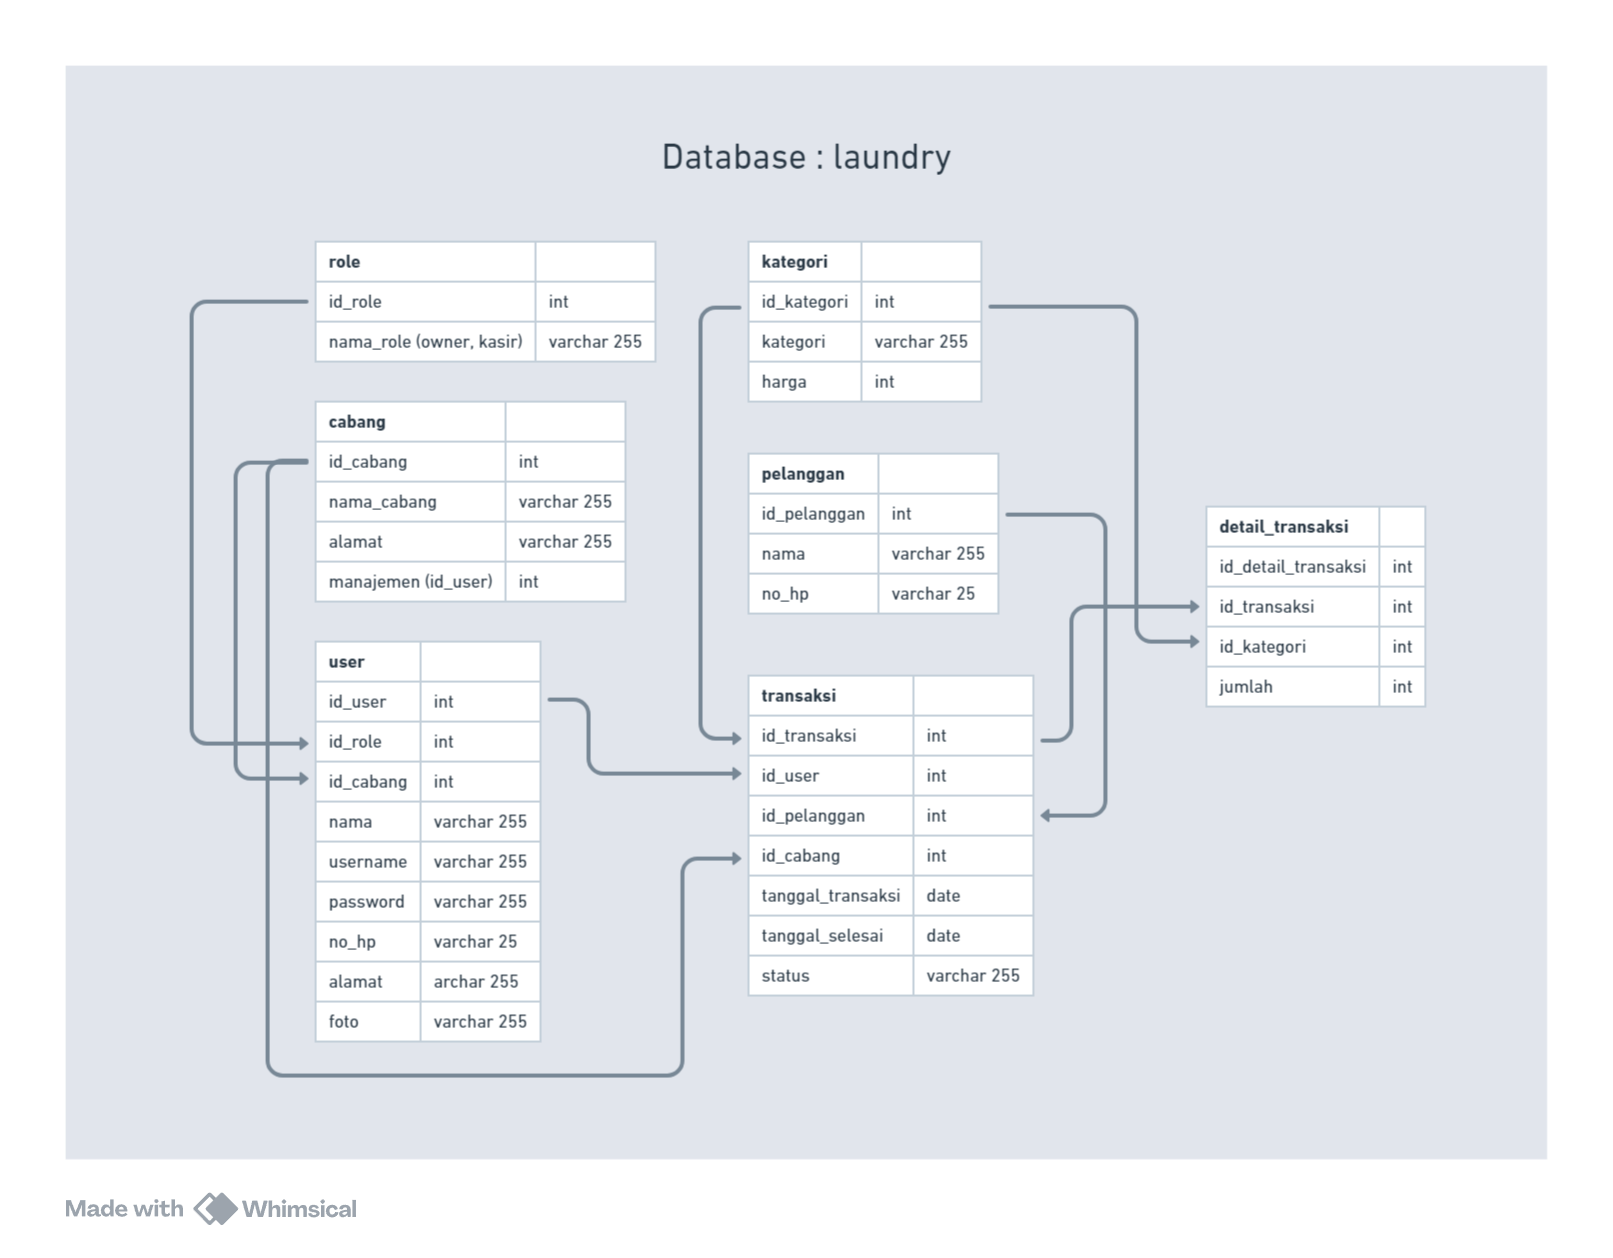 Database : laundry
role
id_role int
nama_role (owner, kasir) varchar 255
cabang
id_cabang int
nama_cabang varchar 255
alamat varchar 255
manajemen (id_user) int
user
id_user int
id_role int
id_cabang int
nama varchar 255
username varchar 255
password varchar 255
no_hp varchar 25
alamat archar 255
foto varchar 255
kategori
id_kategori int
kategori varchar 255
harga int
pelanggan
id_pelanggan int
nama varchar 255
no_hp varchar 25
transaksi
id_transaksi int
id_user int
id_pelanggan int
id_cabang int
tanggal_transaksi date
tanggal_selesai date
status varchar 255
detail_transaksi
id_detail_transaksi int
id_transaksi int
id_kategori int
jumlah int
Made with Whimsical